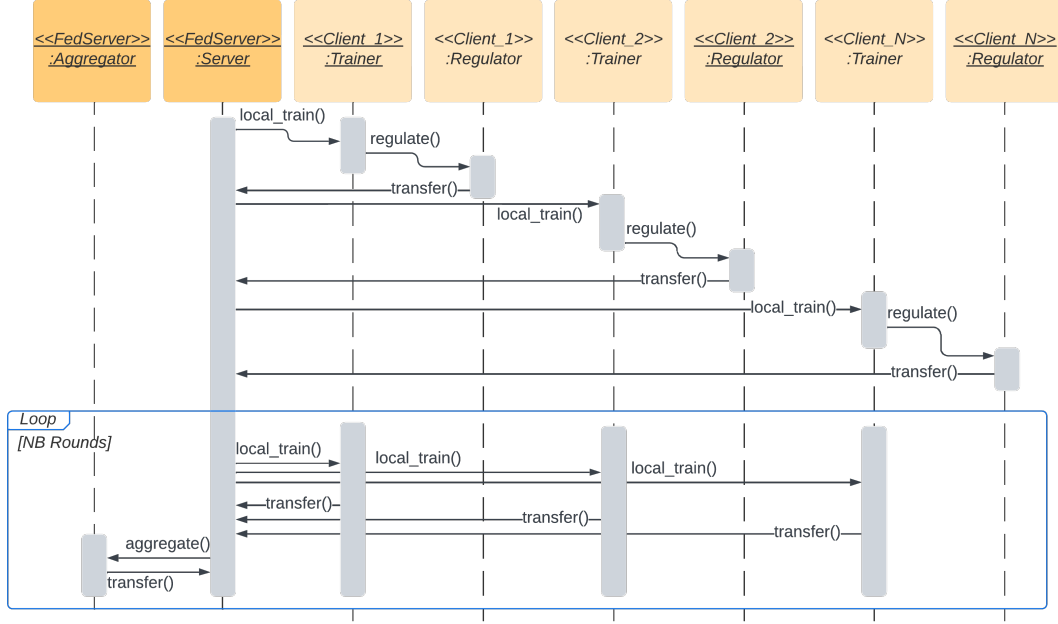 <<FedServer>>
:Aggregator
<<FedServer>>
:Server
<<Client_1>>
:Trainer
<<Client_1>>
:Regulator
<<Client_2>>
:Trainer
<<Client_2>>
:Regulator
<<Client_N>>
:Trainer
<<Client_N>>
:Regulator
local_train()
regulate()
transfer()
local_train()
regulate()
transfer()
local_train()
regulate()
transfer()
Loop
[NB Rounds]
local_train()
local_train()
local_train()
transfer()
transfer()
transfer()
aggregate()
transfer()